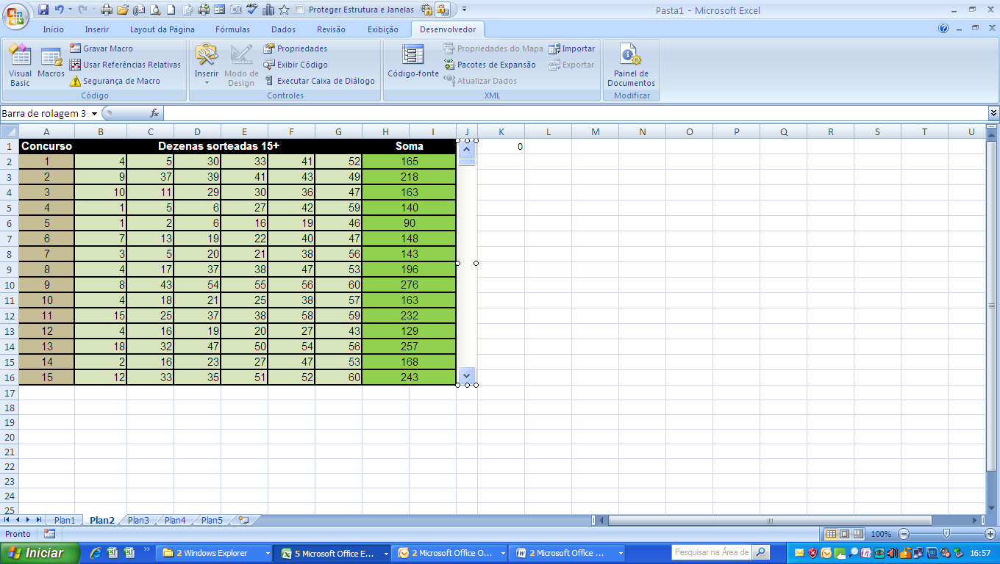 Proteger Estrutura e Janelas
Pasta1 - Microsoft Excel
Início Inserir Layout da Página Fórmulas Dados Revisão Exibição Desenvolvedor
Visual Basic
Macros
Gravar Macro
Usar Referências Relativas
Segurança de Macro
Código
Inserir
Modo de Design
Propriedades
Exibir Código
Executar Caixa de Diálogo
Controles
Código-fonte
Propriedades do Mapa
Pacotes de Expansão
Atualizar Dados
Importar
Exportar
XML
Painel de Documentos
Modificar
Barra de rolagem 3 fx
A B C D E F G H I J K L M N O P Q R S T U
1 Concurso Dezenas sorteadas 15+ Soma 0
2 1 4 5 30 33 41 52 165
3 2 9 37 39 41 43 49 218
4 3 10 11 29 30 36 47 163
5 4 1 5 6 27 42 59 140
6 5 1 2 6 16 19 46 90
7 6 7 13 19 22 40 47 148
8 7 3 5 20 21 38 56 143
9 8 4 17 37 38 47 53 196
10 9 8 43 54 55 56 60 276
11 10 4 18 21 25 38 57 163
12 11 15 25 37 38 58 59 232
13 12 4 16 19 20 27 43 129
14 13 18 32 47 50 54 56 257
15 14 2 16 23 27 47 53 168
16 15 12 33 35 51 52 60 243
17
18
19
20
21
22
23
24
25
Plan1 Plan2 Plan3 Plan4 Plan5
Pronto 100%
Iniciar 2 Windows Explorer 5 Microsoft Office E... 2 Microsoft Office O... 2 Microsoft Office ... Pesquisar na Área de 16:57